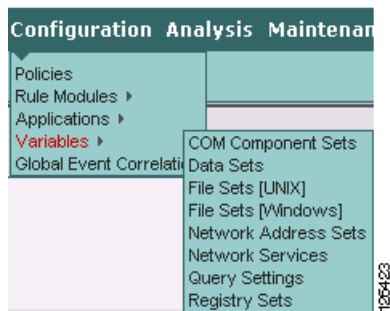 Configuration Analysis Maintenan
Policies
Rule Modules
Applications
Variables
Global Event Correlati
COM Component Sets
Data Sets
File Sets [UNIX]
File Sets [Windows]
Network Address Sets
Network Services
Query Settings
Registry Sets
126423